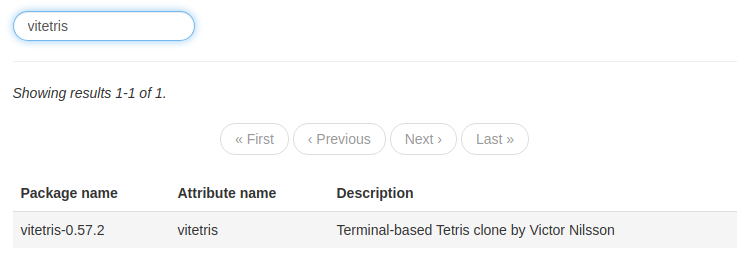 vitetris
Showing results 1-1 of 1.
« First ‹ Previous Next › Last »
Package name Attribute name Description
vitetris-0.57.2 vitetris Terminal-based Tetris clone by Victor Nilsson